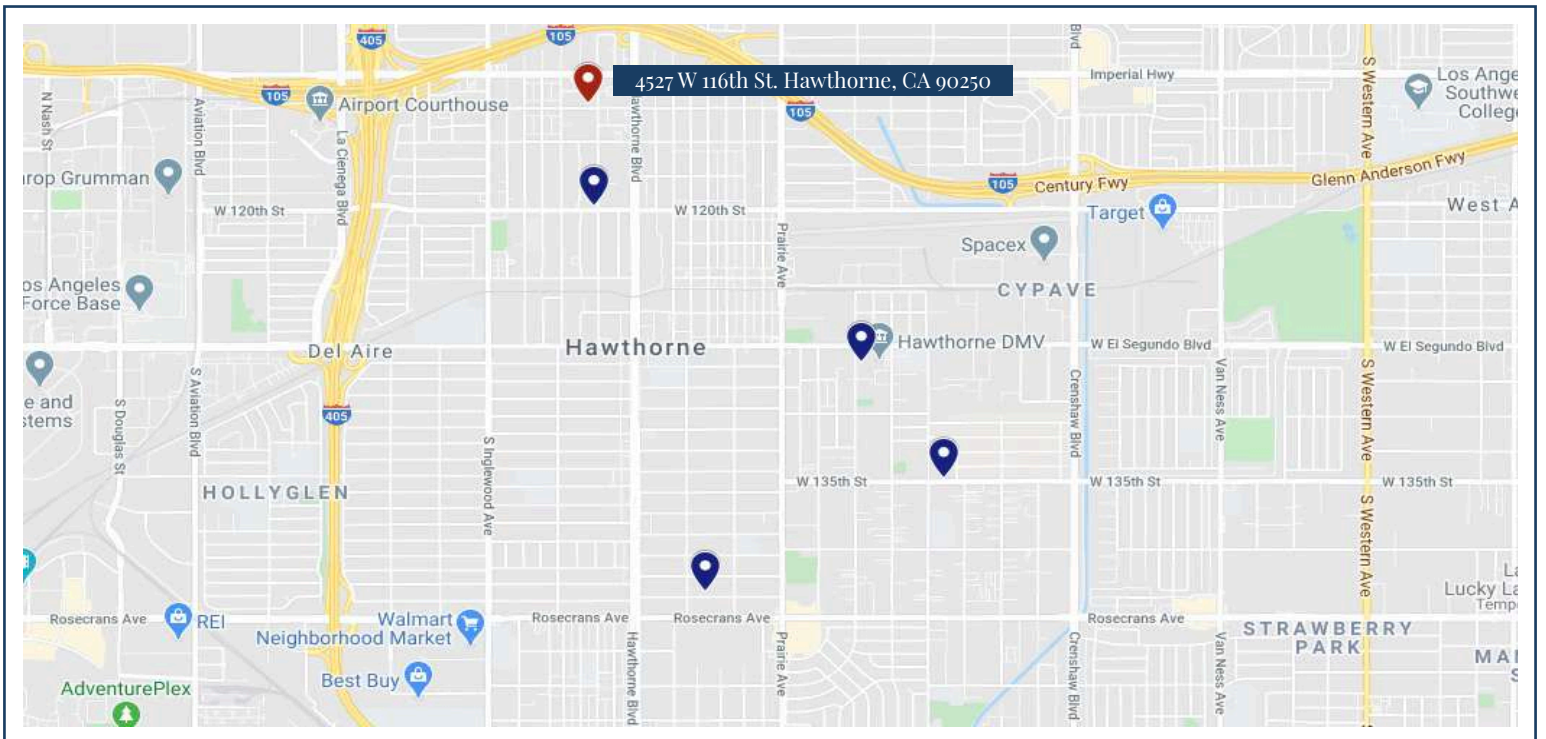 405
105
Blvd
4527 W 116th St. Hawthorne, CA 90250
Imperial Hwy
S Western Ave
Los Ange
Southwe
College
N Nash St
105
Airport Courthouse
Aviation Blvd
La Cienega Blvd
Hawthorne Blvd
105
rop Grumman
105
Century Fwy
Glenn Anderson Fwy
W 120th St
W 120th St
Target
West A
Prairie Ave
Spacex
os Angeles
Force Base
CYPAVE
Del Aire
Hawthorne
Hawthorne DMV
W El Segundo Blvd
W El Segundo Blvd
S Aviation Blvd
S Douglas St
e and
stems
405
Crenshaw Blvd
Van Ness Ave
S Western Ave
S Inglewood Ave
HOLLYGLEN
W 135th St
W 135th St
W 135th St
S Western Ave
Lucky La
Temp
Rosecrans Ave
REI
Walmart
Neighborhood Market
Rosecrans Ave
Rosecrans Ave
Rosecrans Ave
STRAWBERRY
PARK
Hawthorne Blvd
Prairie Ave
Crenshaw Blvd
Van Ness Ave
Best Buy
AdventurePlex